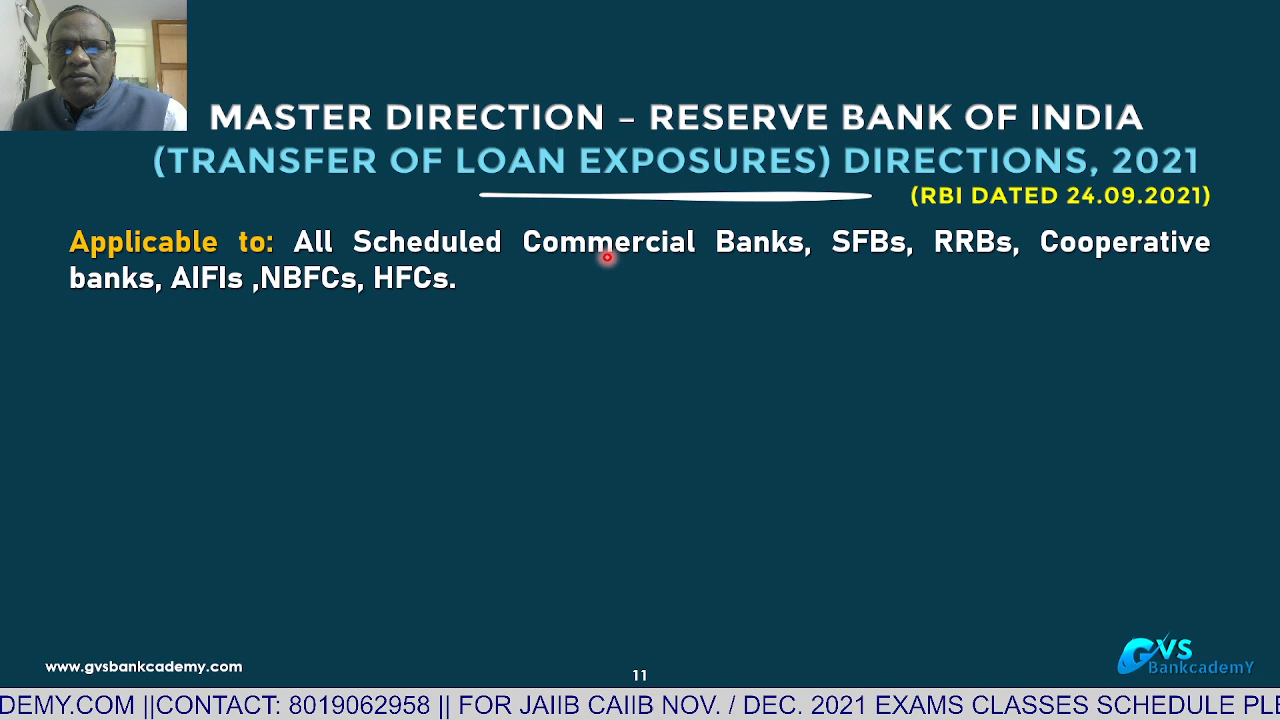 MASTER DIRECTION – RESERVE BANK OF INDIA
(TRANSFER OF LOAN EXPOSURES) DIRECTIONS, 2021
(RBI DATED 24.09.2021)
Applicable to: All Scheduled Commercial Banks, SFBs, RRBs, Cooperative
banks, AIFIs ,NBFCs, HFCs.
www.gvsbankcademy.com
11
GVS
BankcademY
DEMY.COM ||CONTACT: 8019062958 || FOR JAIIB CAIIB NOV. / DEC. 2021 EXAMS CLASSES SCHEDULE PLE